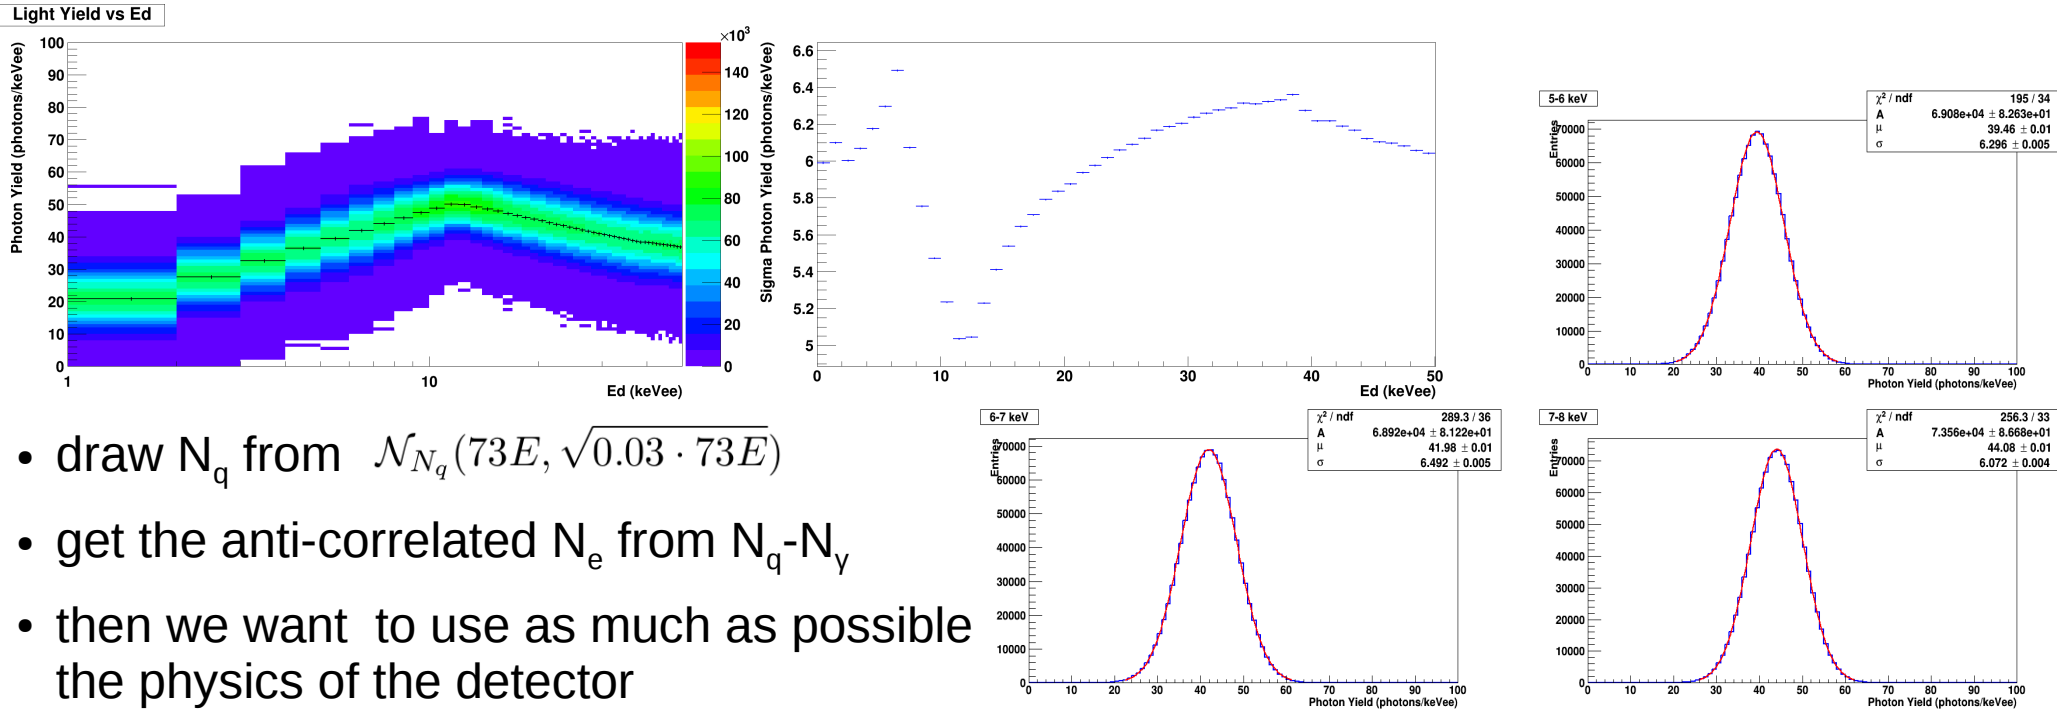 Light Yield vs Ed
Photon Yield (photons/keVee)
100
90
80
70
60
50
40
30
20
10
0
1
10
Ed (keVee)
×10³
140
120
100
80
60
40
20
0
Sigma Photon Yield (photons/keVee)
6.6
6.4
6.2
6
5.8
5.6
5.4
5.2
5
0 10 20 30 40 50
Ed (keVee)
5-6 keV
χ² / ndf 195 / 34
A 6.908e+04 ± 8.263e+01
μ 39.46 ± 0.01
σ 6.296 ± 0.005
Entries
70000
60000
50000
40000
30000
20000
10000
0
0 10 20 30 40 50 60 70 80 90 100
Photon Yield (photons/keVee)
• draw Nq from 𝒩_{N_q}(73E, √(0.03 · 73E))
• get the anti-correlated Ne from Nq-Nγ
• then we want to use as much as possible
the physics of the detector
6-7 keV
χ² / ndf 289.3 / 36
A 6.892e+04 ± 8.122e+01
μ 41.98 ± 0.01
σ 6.492 ± 0.005
Entries
70000
60000
50000
40000
30000
20000
10000
0
0 10 20 30 40 50 60 70 80 90 100
Photon Yield (photons/keVee)
7-8 keV
χ² / ndf 256.3 / 33
A 7.356e+04 ± 8.668e+01
μ 44.08 ± 0.01
σ 6.072 ± 0.004
Entries
70000
60000
50000
40000
30000
20000
10000
0
0 10 20 30 40 50 60 70 80 90 100
Photon Yield (photons/keVee)